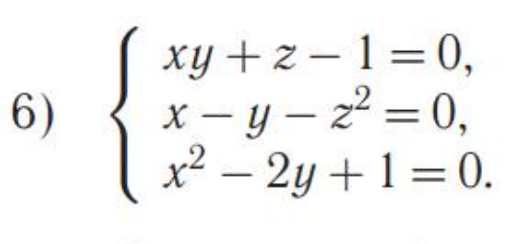 6)
xy + z − 1 = 0,
x − y − z² = 0,
x² − 2y + 1 = 0.